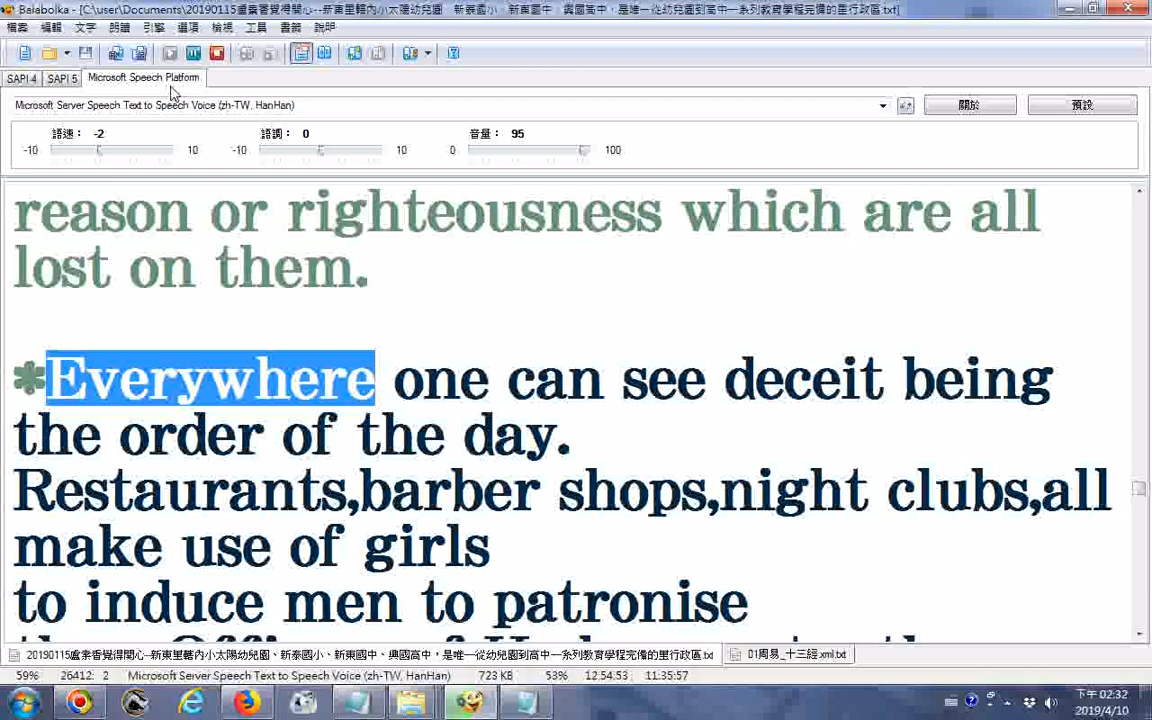 Balabolka - [C:\user\Documents\20190115盧素香覺得開心--新東里轄內小太陽幼兒園、新泰國小、新東國中、興國高中，是唯一從幼兒園到高中一系列教育學程完備的里行政區.txt]
檔案 編輯 文字 朗讀 引擎 選項 檢視 工具 書籤 說明
SAPI 4 SAPI 5 Microsoft Speech Platform
Microsoft Server Speech Text to Speech Voice (zh-TW, HanHan) 關於 預設
語速： -2 語調： 0 音量： 95
-10 10 -10 10 0 100
reason or righteousness which are all
lost on them.
*Everywhere one can see deceit being
the order of the day.
Restaurants,barber shops,night clubs,all
make use of girls
to induce men to patronise
20190115盧素香覺得開心--新東里轄內小太陽幼兒園、新泰國小、新東國中、興國高中，是唯一從幼兒園到高中一系列教育學程完備的里行政區.txt 01周易_十三經.xml.txt
59% 26412: 2 Microsoft Server Speech Text to Speech Voice (zh-TW, HanHan) 723 KB 53% 12:54:53 11:35:57
下午 02:32
2019/4/10